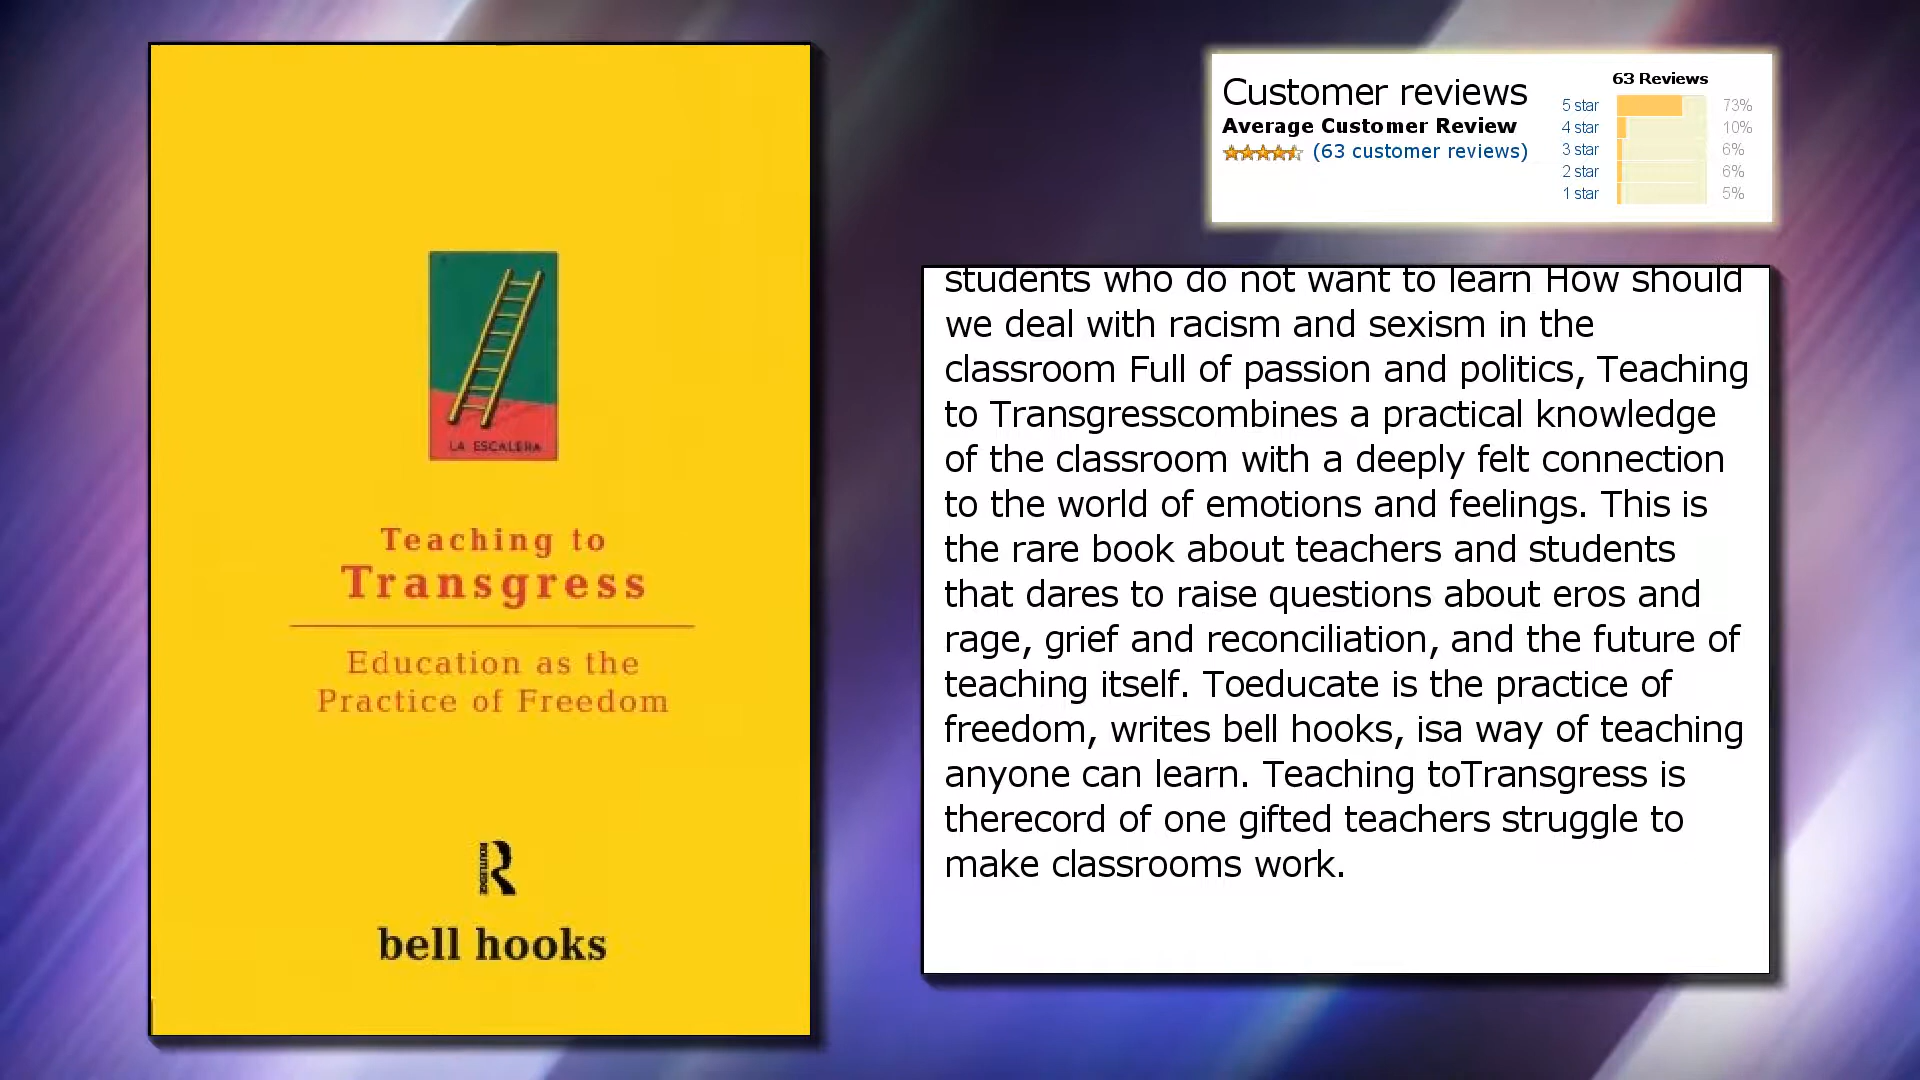 LA ESCALERA
Teaching to
Transgress
Education as the
Practice of Freedom
ROUTLEDGE
bell hooks
Customer reviews
Average Customer Review
(63 customer reviews)
63 Reviews
5 star 73%
4 star 10%
3 star 6%
2 star 6%
1 star 5%
students who do not want to learn How should
we deal with racism and sexism in the
classroom Full of passion and politics, Teaching
to Transgresscombines a practical knowledge
of the classroom with a deeply felt connection
to the world of emotions and feelings. This is
the rare book about teachers and students
that dares to raise questions about eros and
rage, grief and reconciliation, and the future of
teaching itself. Toeducate is the practice of
freedom, writes bell hooks, isa way of teaching
anyone can learn. Teaching toTransgress is
therecord of one gifted teachers struggle to
make classrooms work.